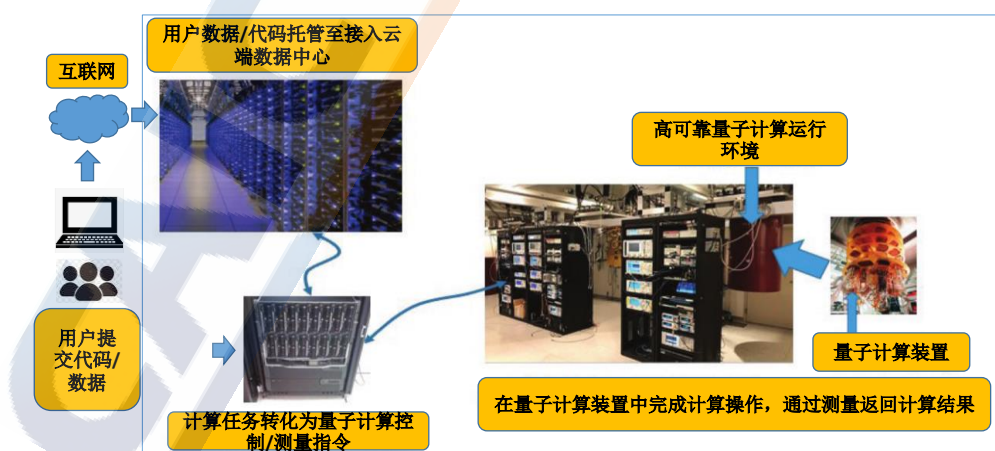 用户数据/代码托管至接入云
端数据中心
互联网
高可靠量子计算运行
环境
用户提
交代码/
数据
量子计算装置
在量子计算装置中完成计算操作，通过测量返回计算结果
计算任务转化为量子计算控
制/测量指令